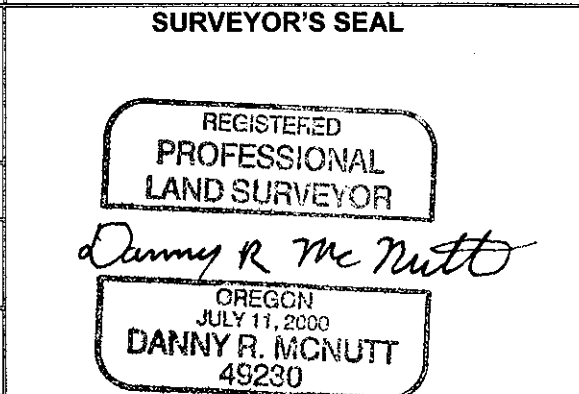 SURVEYOR'S SEAL
REGISTERED
PROFESSIONAL
LAND SURVEYOR
Danny R McNutt
OREGON
JULY 11, 2000
DANNY R. MCNUTT
49230